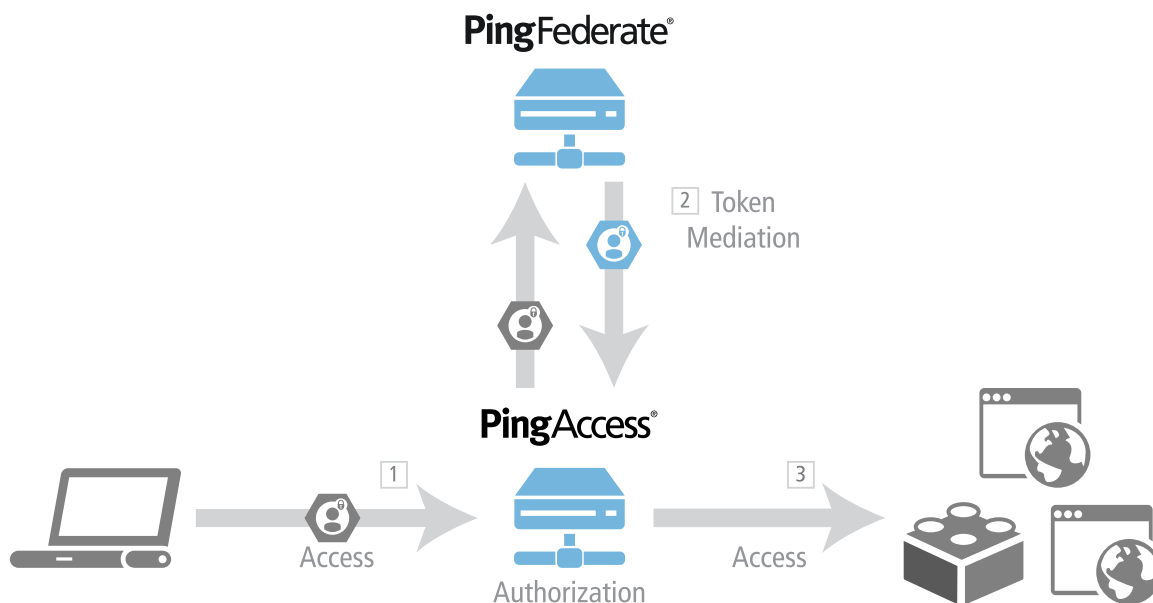 PingFederate®
2 Token
Mediation
PingAccess®
1
3
Access
Access
Authorization